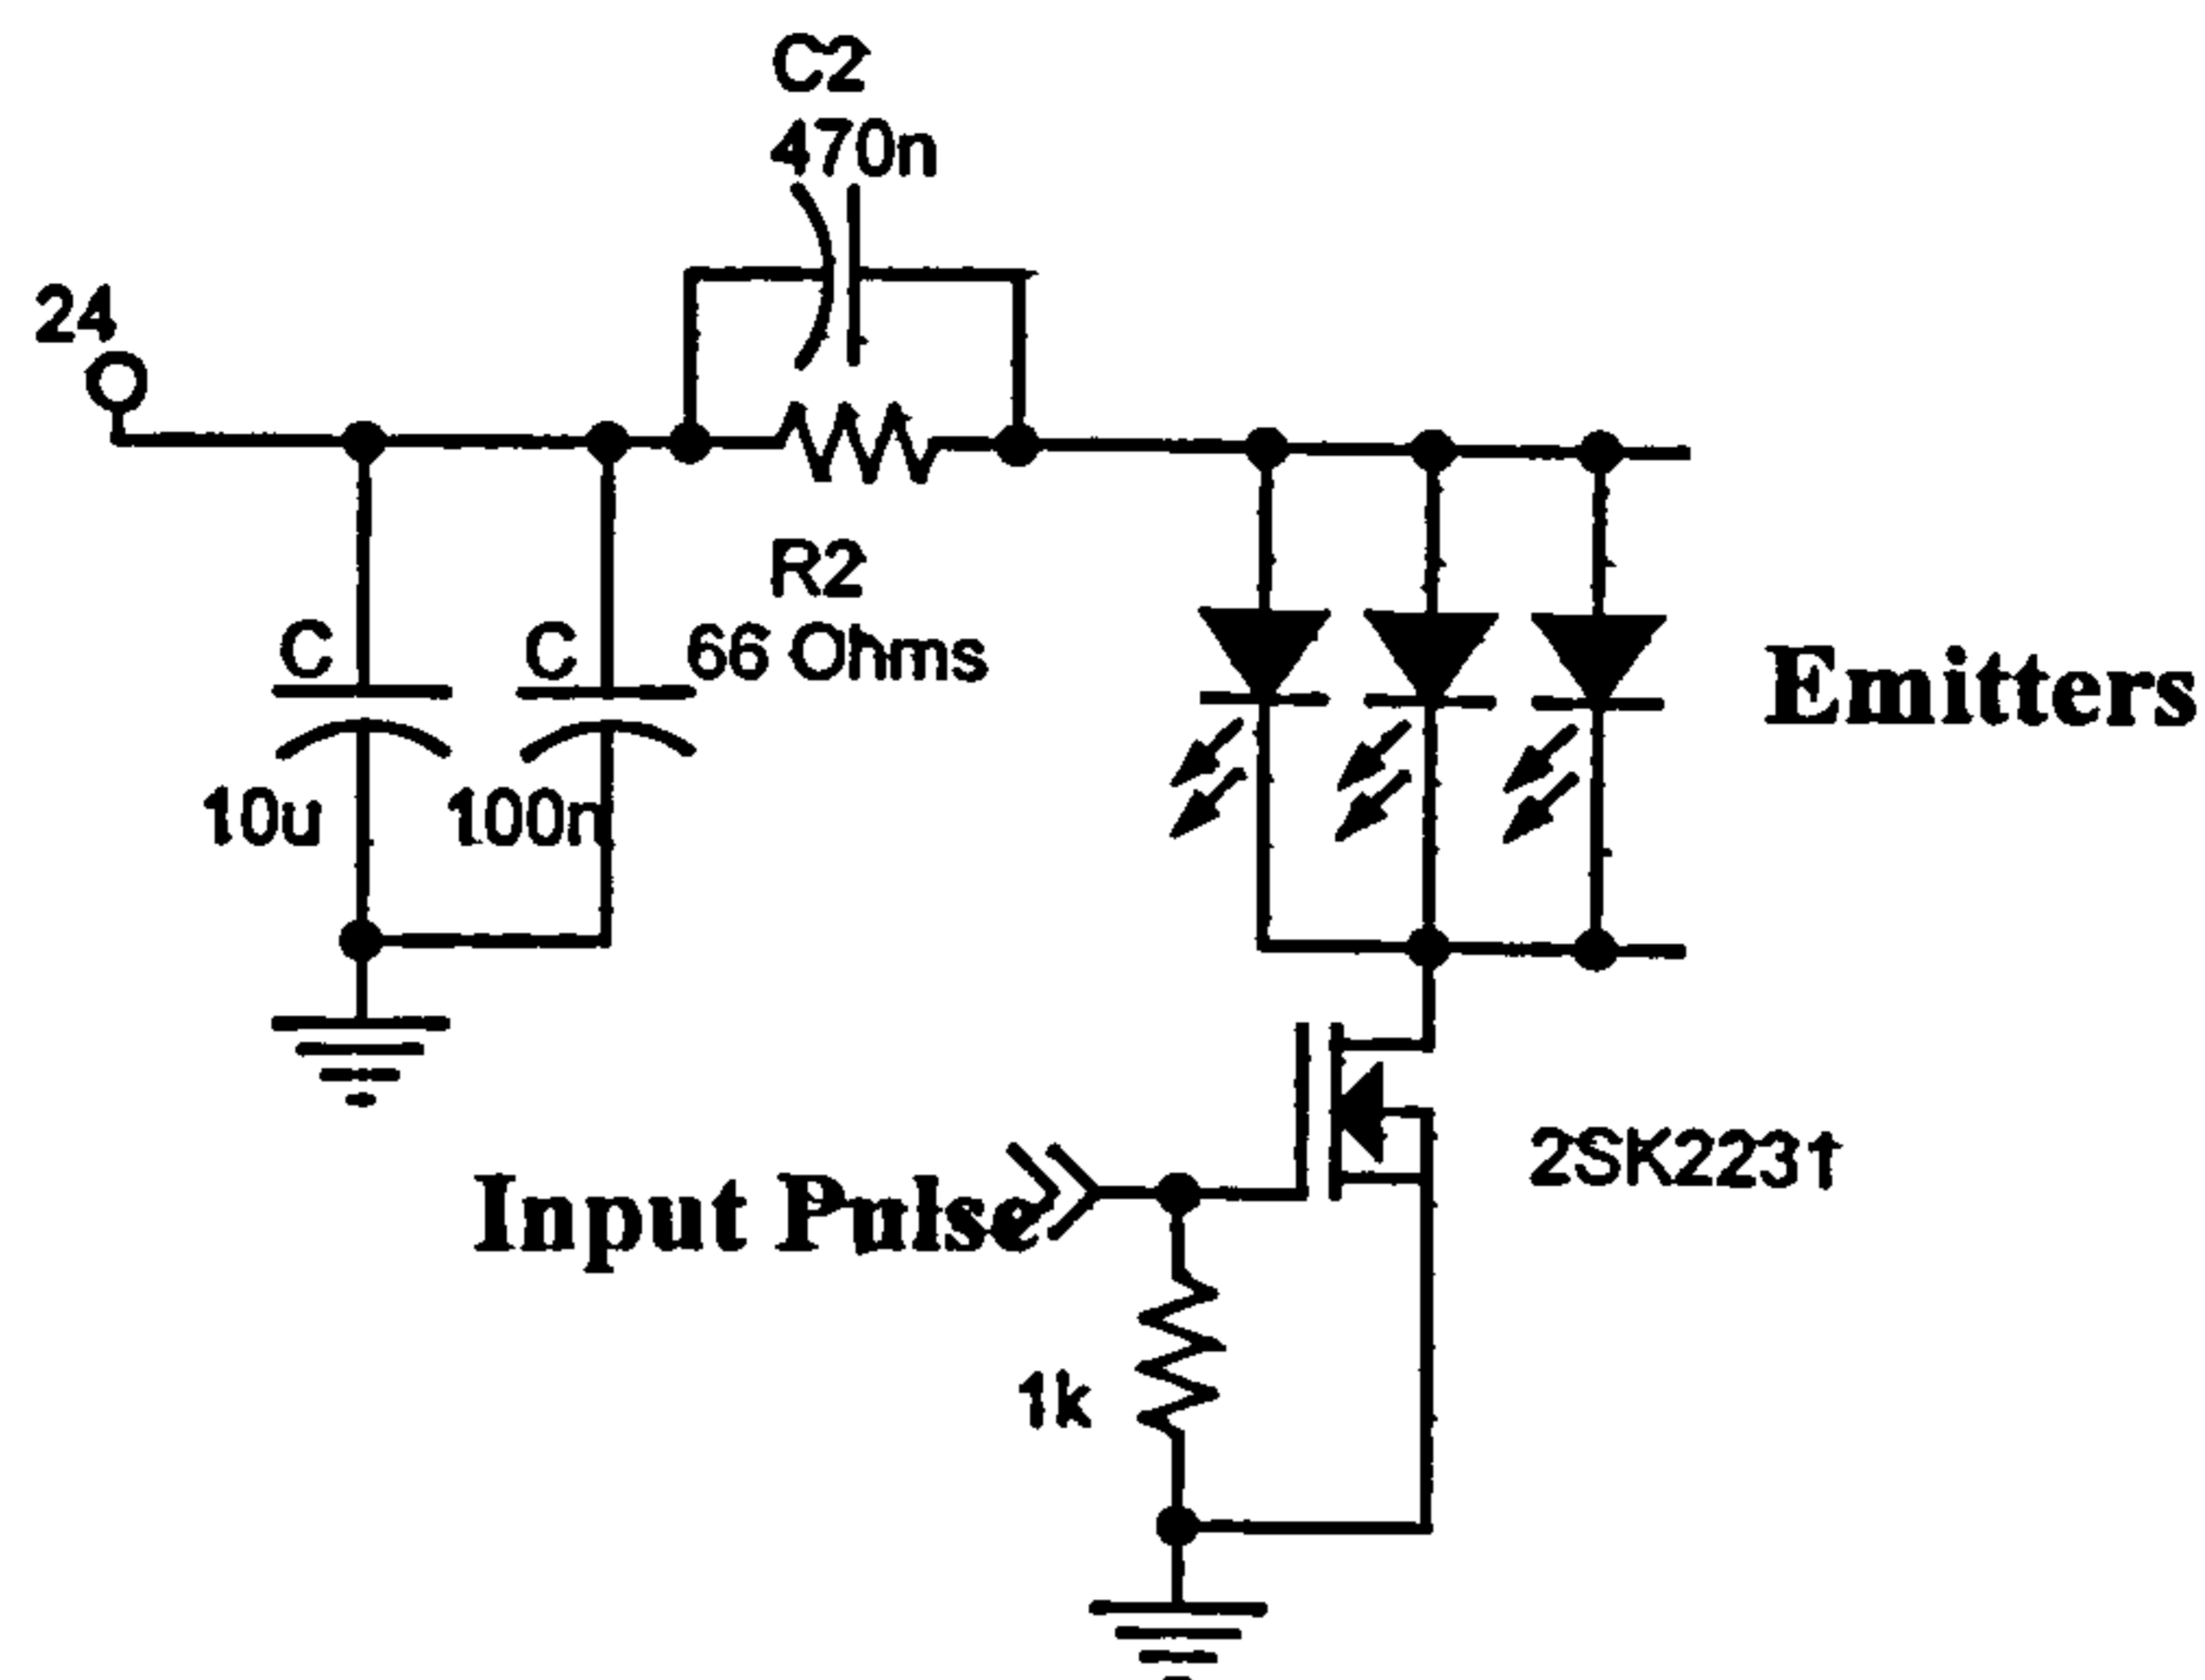 C2
470n
24
R2
66 Ohms
C
C
10u
100n
Emitters
2SK2231
Input Pulse
1k